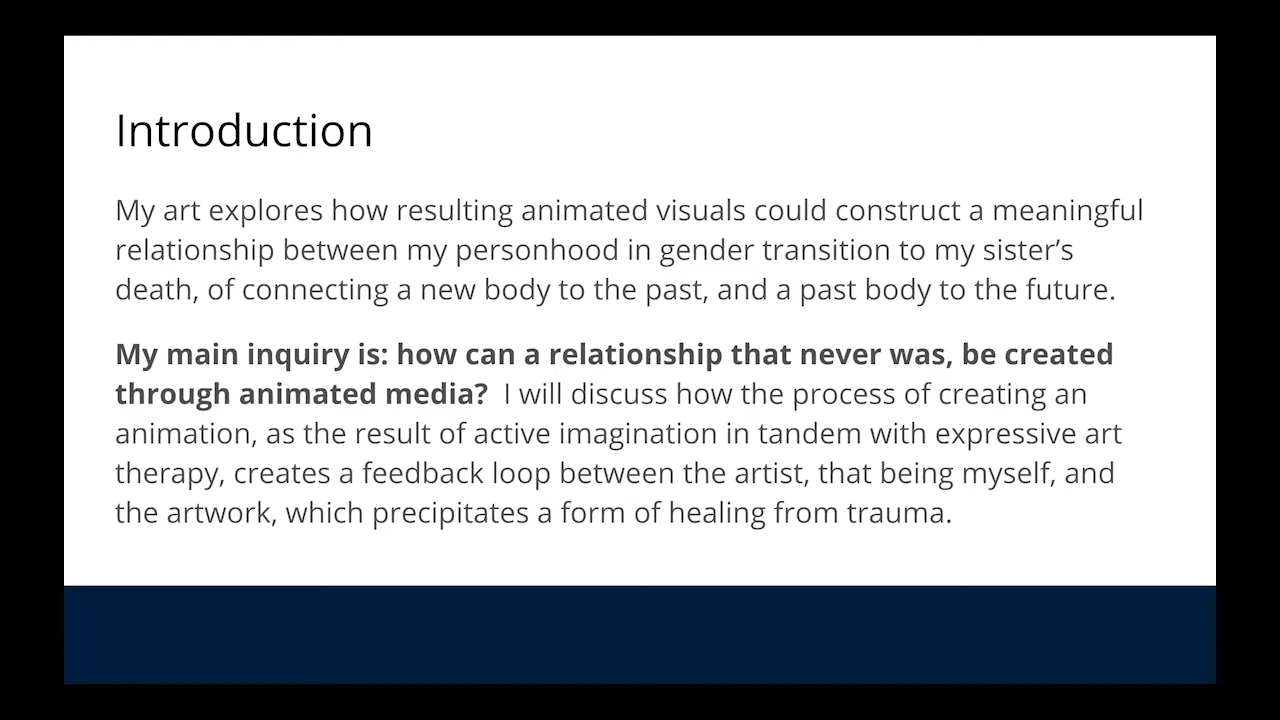 Introduction
My art explores how resulting animated visuals could construct a meaningful
relationship between my personhood in gender transition to my sister’s
death, of connecting a new body to the past, and a past body to the future.
My main inquiry is: how can a relationship that never was, be created
through animated media?  I will discuss how the process of creating an
animation, as the result of active imagination in tandem with expressive art
therapy, creates a feedback loop between the artist, that being myself, and
the artwork, which precipitates a form of healing from trauma.